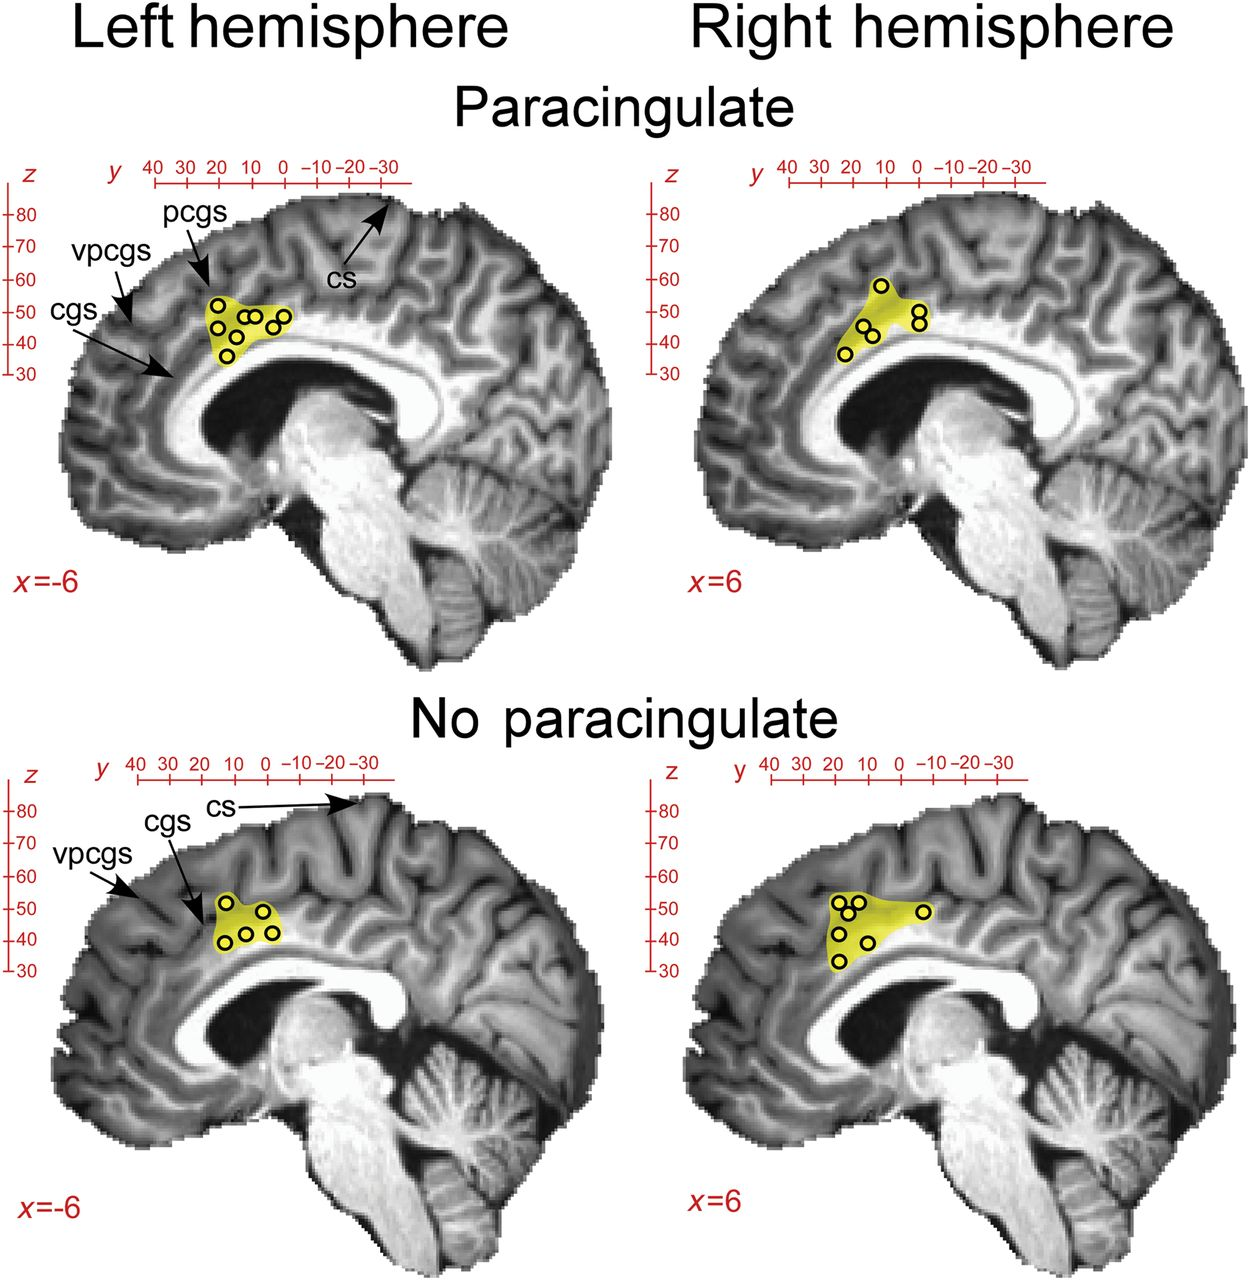 Left hemisphere
Right hemisphere
Paracingulate
z y 40 30 20 10 0 −10 −20 −30
80
70
60
50
40
30
pcgs
vpcgs
cgs
cs
x=-6
y 40 30 20 10 0 −10 −20 −30
z
80
70
60
50
40
30
x=6
No paracingulate
z y 40 30 20 10 0 −10 −20 −30
80
70
60
50
40
30
cs
cgs
vpcgs
x=-6
z y 40 30 20 10 0 −10 −20 −30
80
70
60
50
40
30
x=6